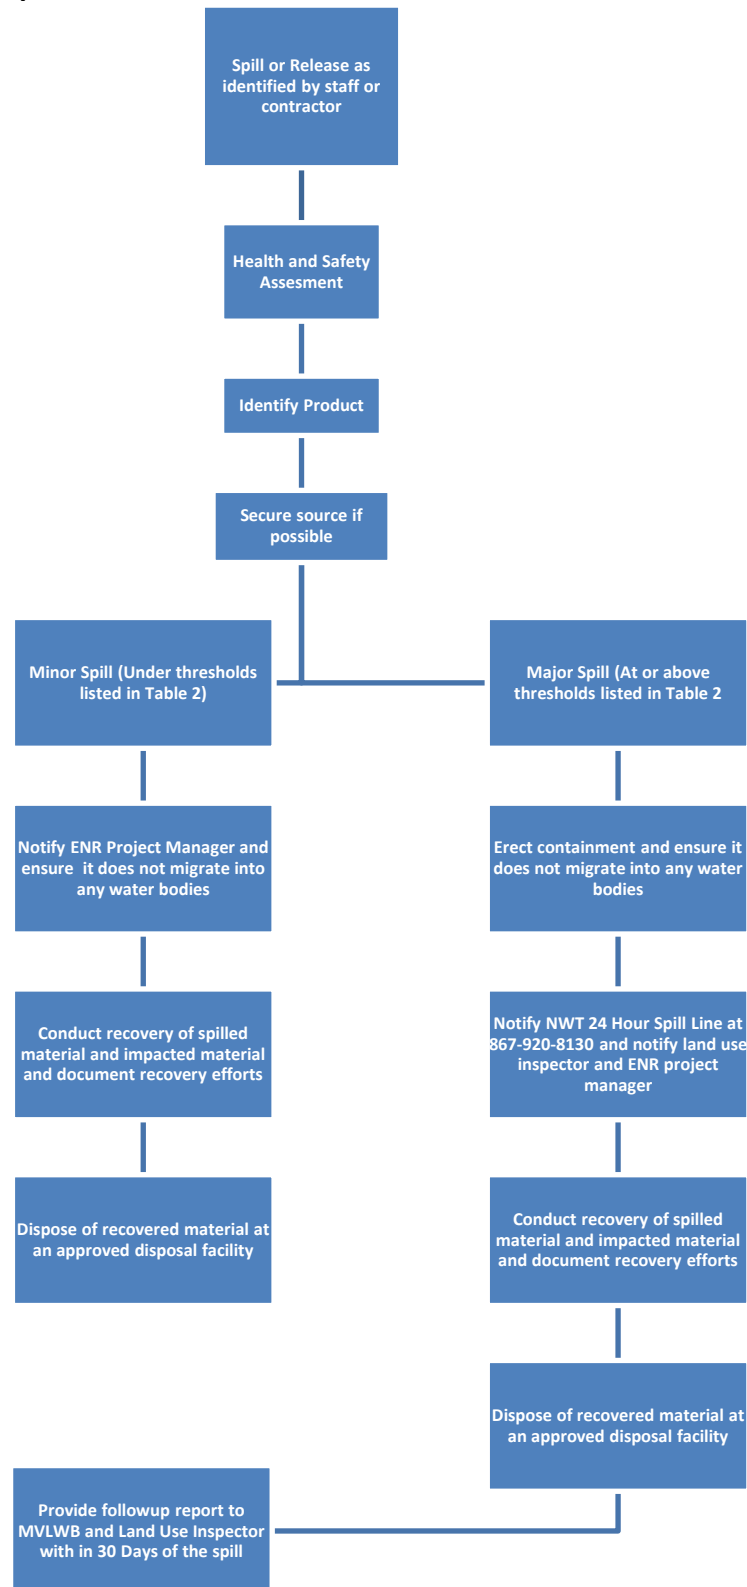 Spill or Release as
identified by staff or
contractor
Health and Safety
Assesment
Identify Product
Secure source if
possible
Minor Spill (Under thresholds
listed in Table 2)
Major Spill (At or above
thresholds listed in Table 2
Notify ENR Project Manager and
ensure it does not migrate into
any water bodies
Erect containment and ensure it
does not migrate into any water
bodies
Conduct recovery of spilled
material and impacted material
and document recovery efforts
Notify NWT 24 Hour Spill Line at
867-920-8130 and notify land use
inspector and ENR project
manager
Dispose of recovered material at
an approved disposal facility
Conduct recovery of spilled
material and impacted material
and document recovery efforts
Dispose of recovered material at
an approved disposal facility
Provide followup report to
MVLWB and Land Use Inspector
with in 30 Days of the spill